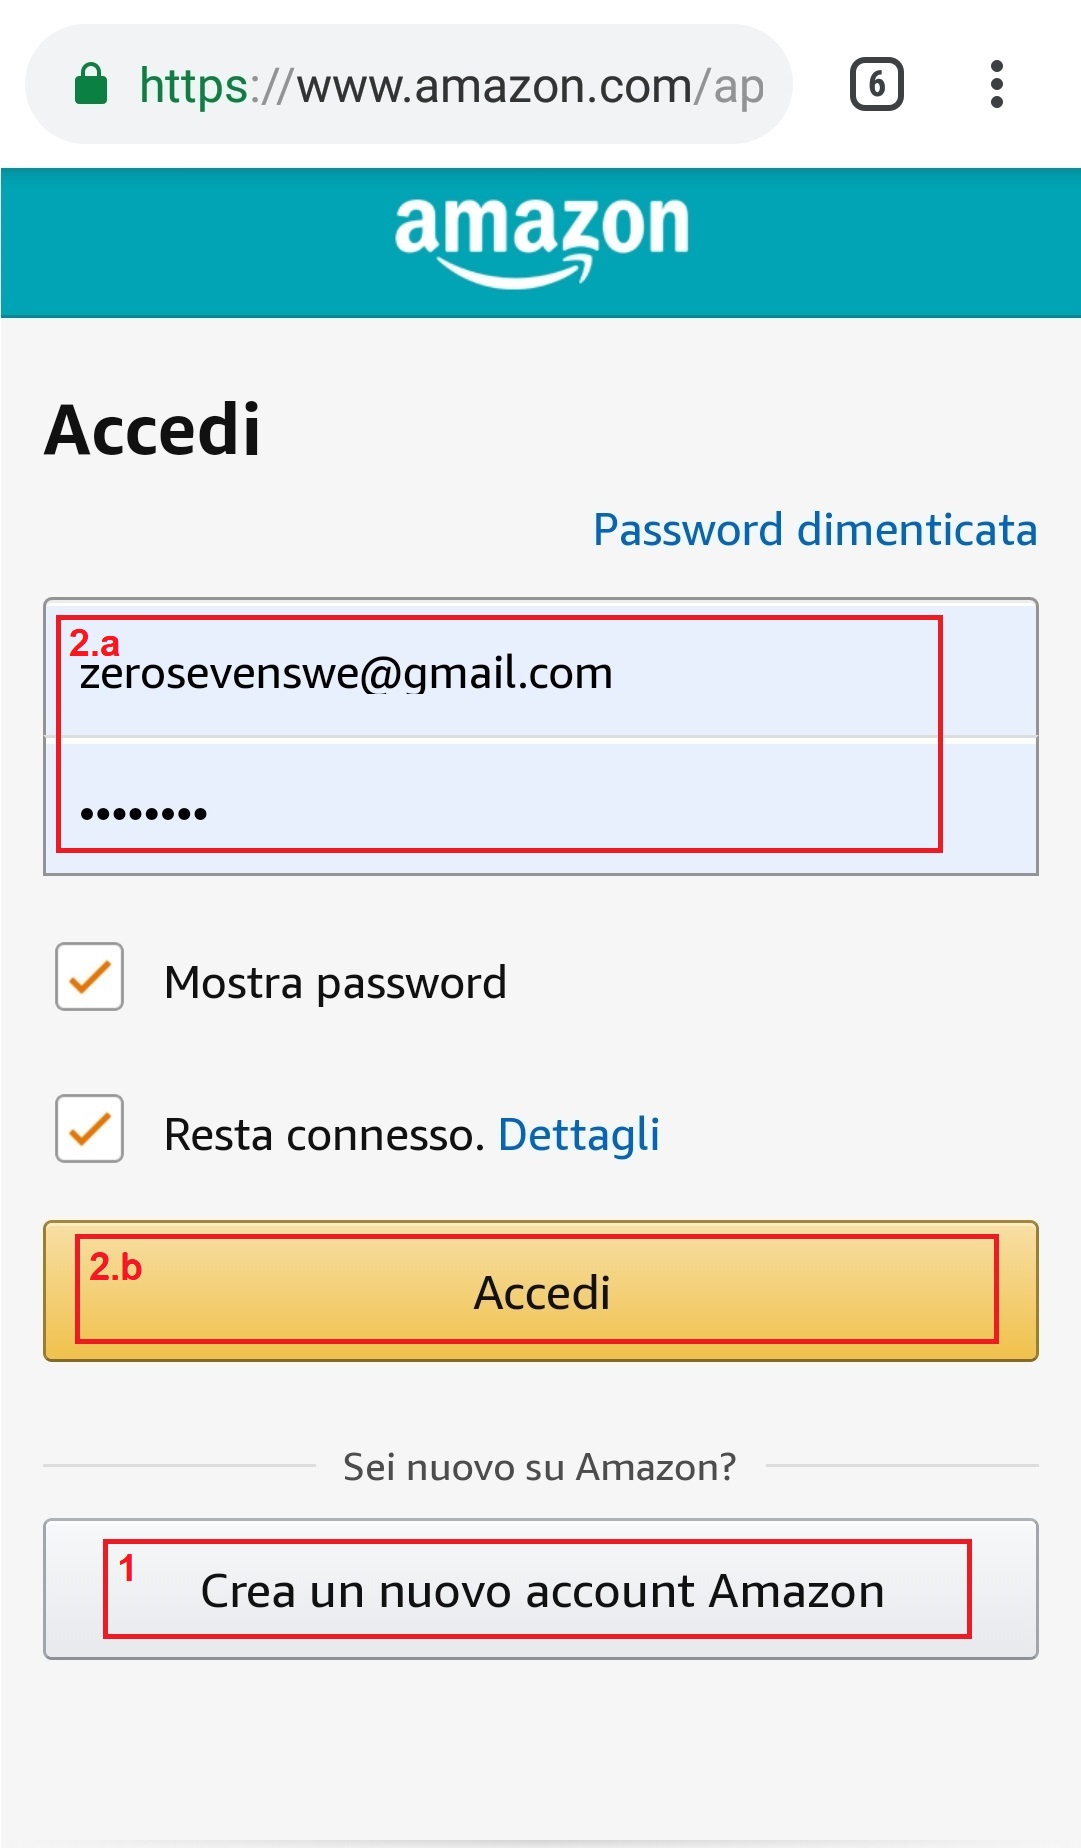 https://www.amazon.com/ap
6
amazon
Accedi
Password dimenticata
2.a
zerosevenswe@gmail.com
••••••••
Mostra password
Resta connesso. Dettagli
2.b
Accedi
Sei nuovo su Amazon?
1
Crea un nuovo account Amazon